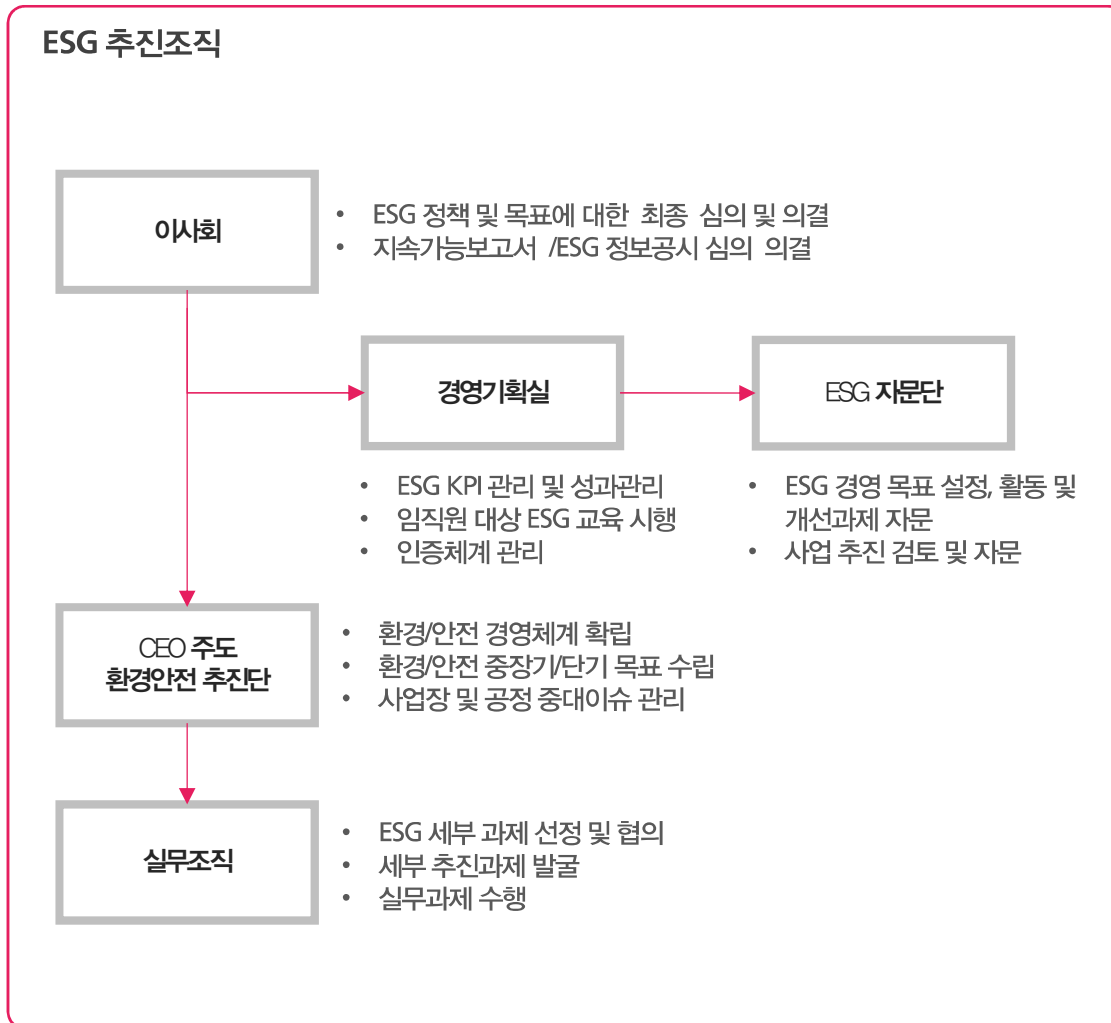 ESG 추진조직
이사회
• ESG 정책 및 목표에 대한 최종 심의 및 의결
• 지속가능보고서 /ESG 정보공시 심의 의결
경영기획실
• ESG KPI 관리 및 성과관리
• 임직원 대상 ESG 교육 시행
• 인증체계 관리
ESG 자문단
• ESG 경영 목표 설정, 활동 및
개선과제 자문
• 사업 추진 검토 및 자문
CEO 주도
환경안전 추진단
• 환경/안전 경영체계 확립
• 환경/안전 중장기/단기 목표 수립
• 사업장 및 공정 중대이슈 관리
실무조직
• ESG 세부 과제 선정 및 협의
• 세부 추진과제 발굴
• 실무과제 수행